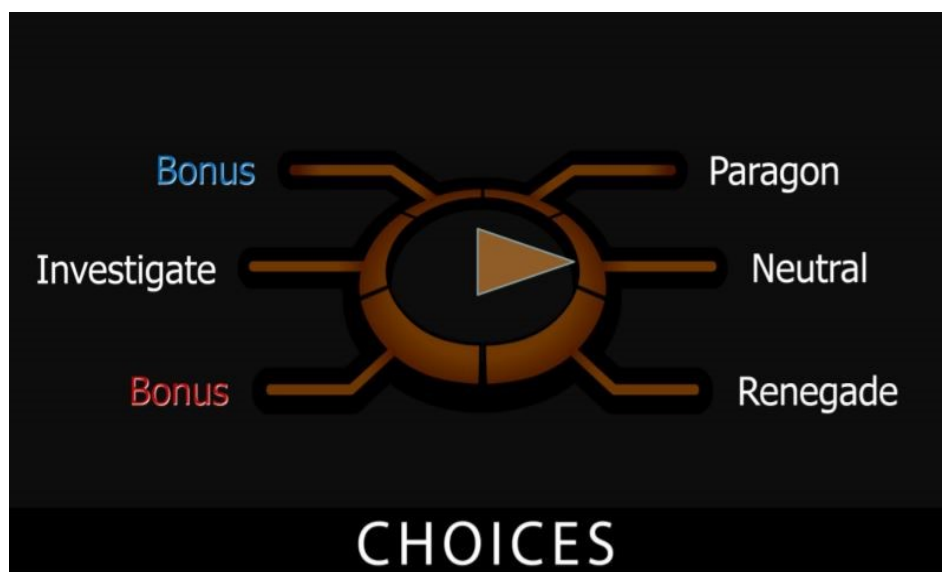 Bonus
Paragon
Investigate
Neutral
Bonus
Renegade
CHOICES